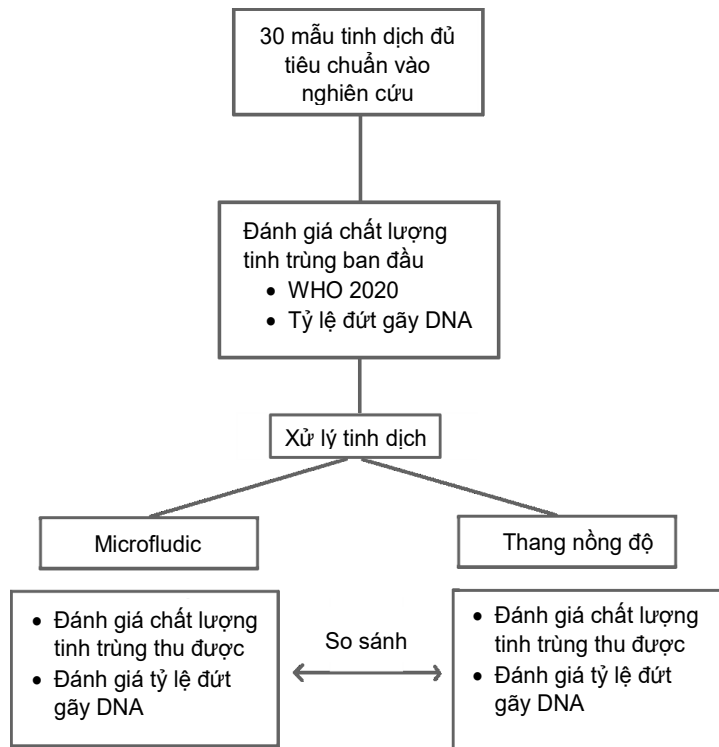 30 mẫu tinh dịch đủ
tiêu chuẩn vào
nghiên cứu
Đánh giá chất lượng
tinh trùng ban đầu
• WHO 2020
• Tỷ lệ đứt gãy DNA
Xử lý tinh dịch
Microfludic
Thang nồng độ
• Đánh giá chất lượng
tinh trùng thu được
• Đánh giá tỷ lệ đứt
gãy DNA
So sánh
• Đánh giá chất lượng
tinh trùng thu được
• Đánh giá tỷ lệ đứt
gãy DNA